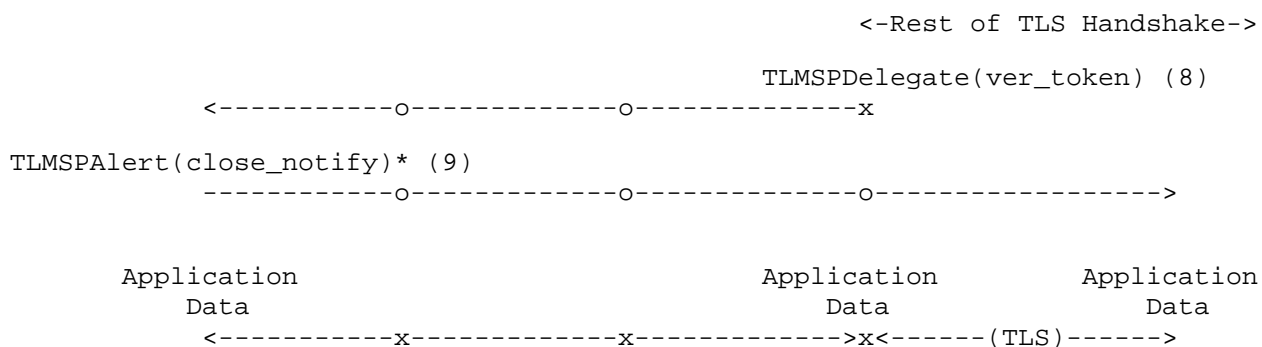 <-Rest of TLS Handshake->
TLMSPDelegate(ver_token) (8)
<-----------o-------------o-------------x
TLMSPAlert(close_notify)* (9)
------------o-------------o--------------o------------------>
Application Application Application
Data Data Data
<-----------x-------------x------------->x<------(TLS)------>